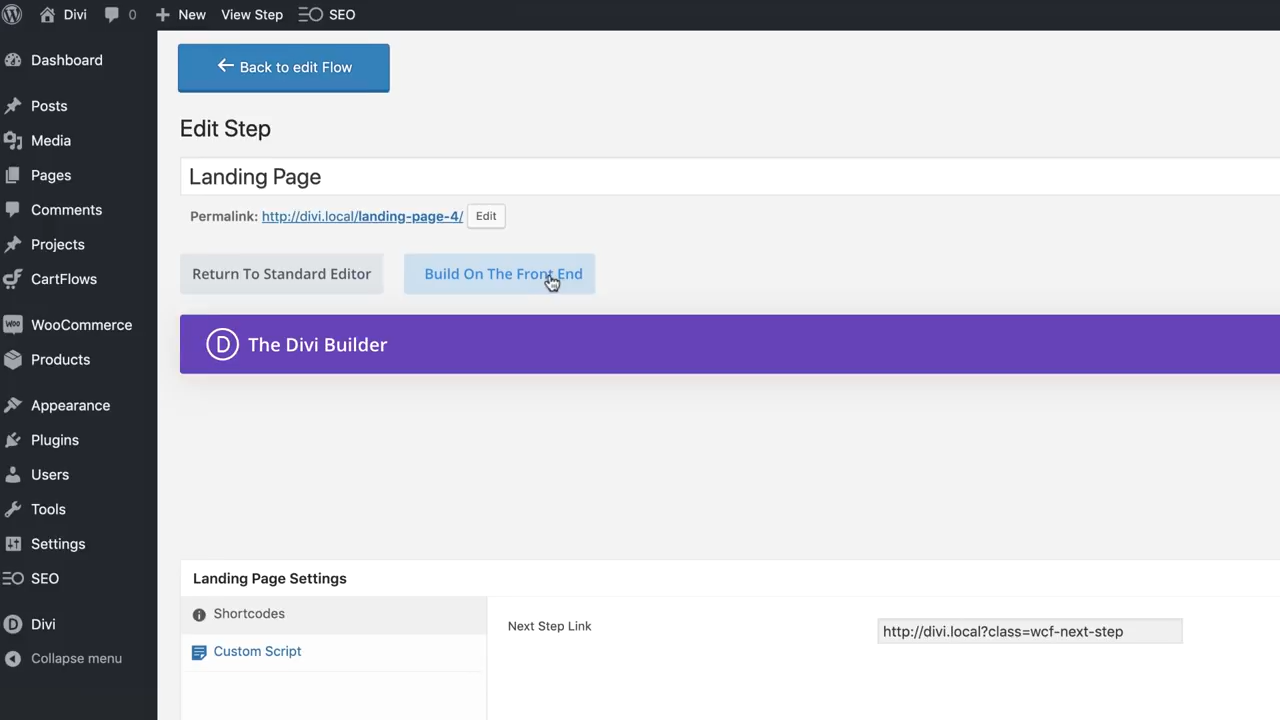 Divi 0 New View Step SEO
Dashboard
Posts
Media
Pages
Comments
Projects
CartFlows
WOO WooCommerce
Products
Appearance
Plugins
Users
Tools
Settings
SEO
Divi
Collapse menu
← Back to edit Flow
Edit Step
Landing Page
Permalink: http://divi.local/landing-page-4/ Edit
Return To Standard Editor Build On The Front End
D The Divi Builder
Landing Page Settings
Shortcodes
Custom Script
Next Step Link http://divi.local?class=wcf-next-step